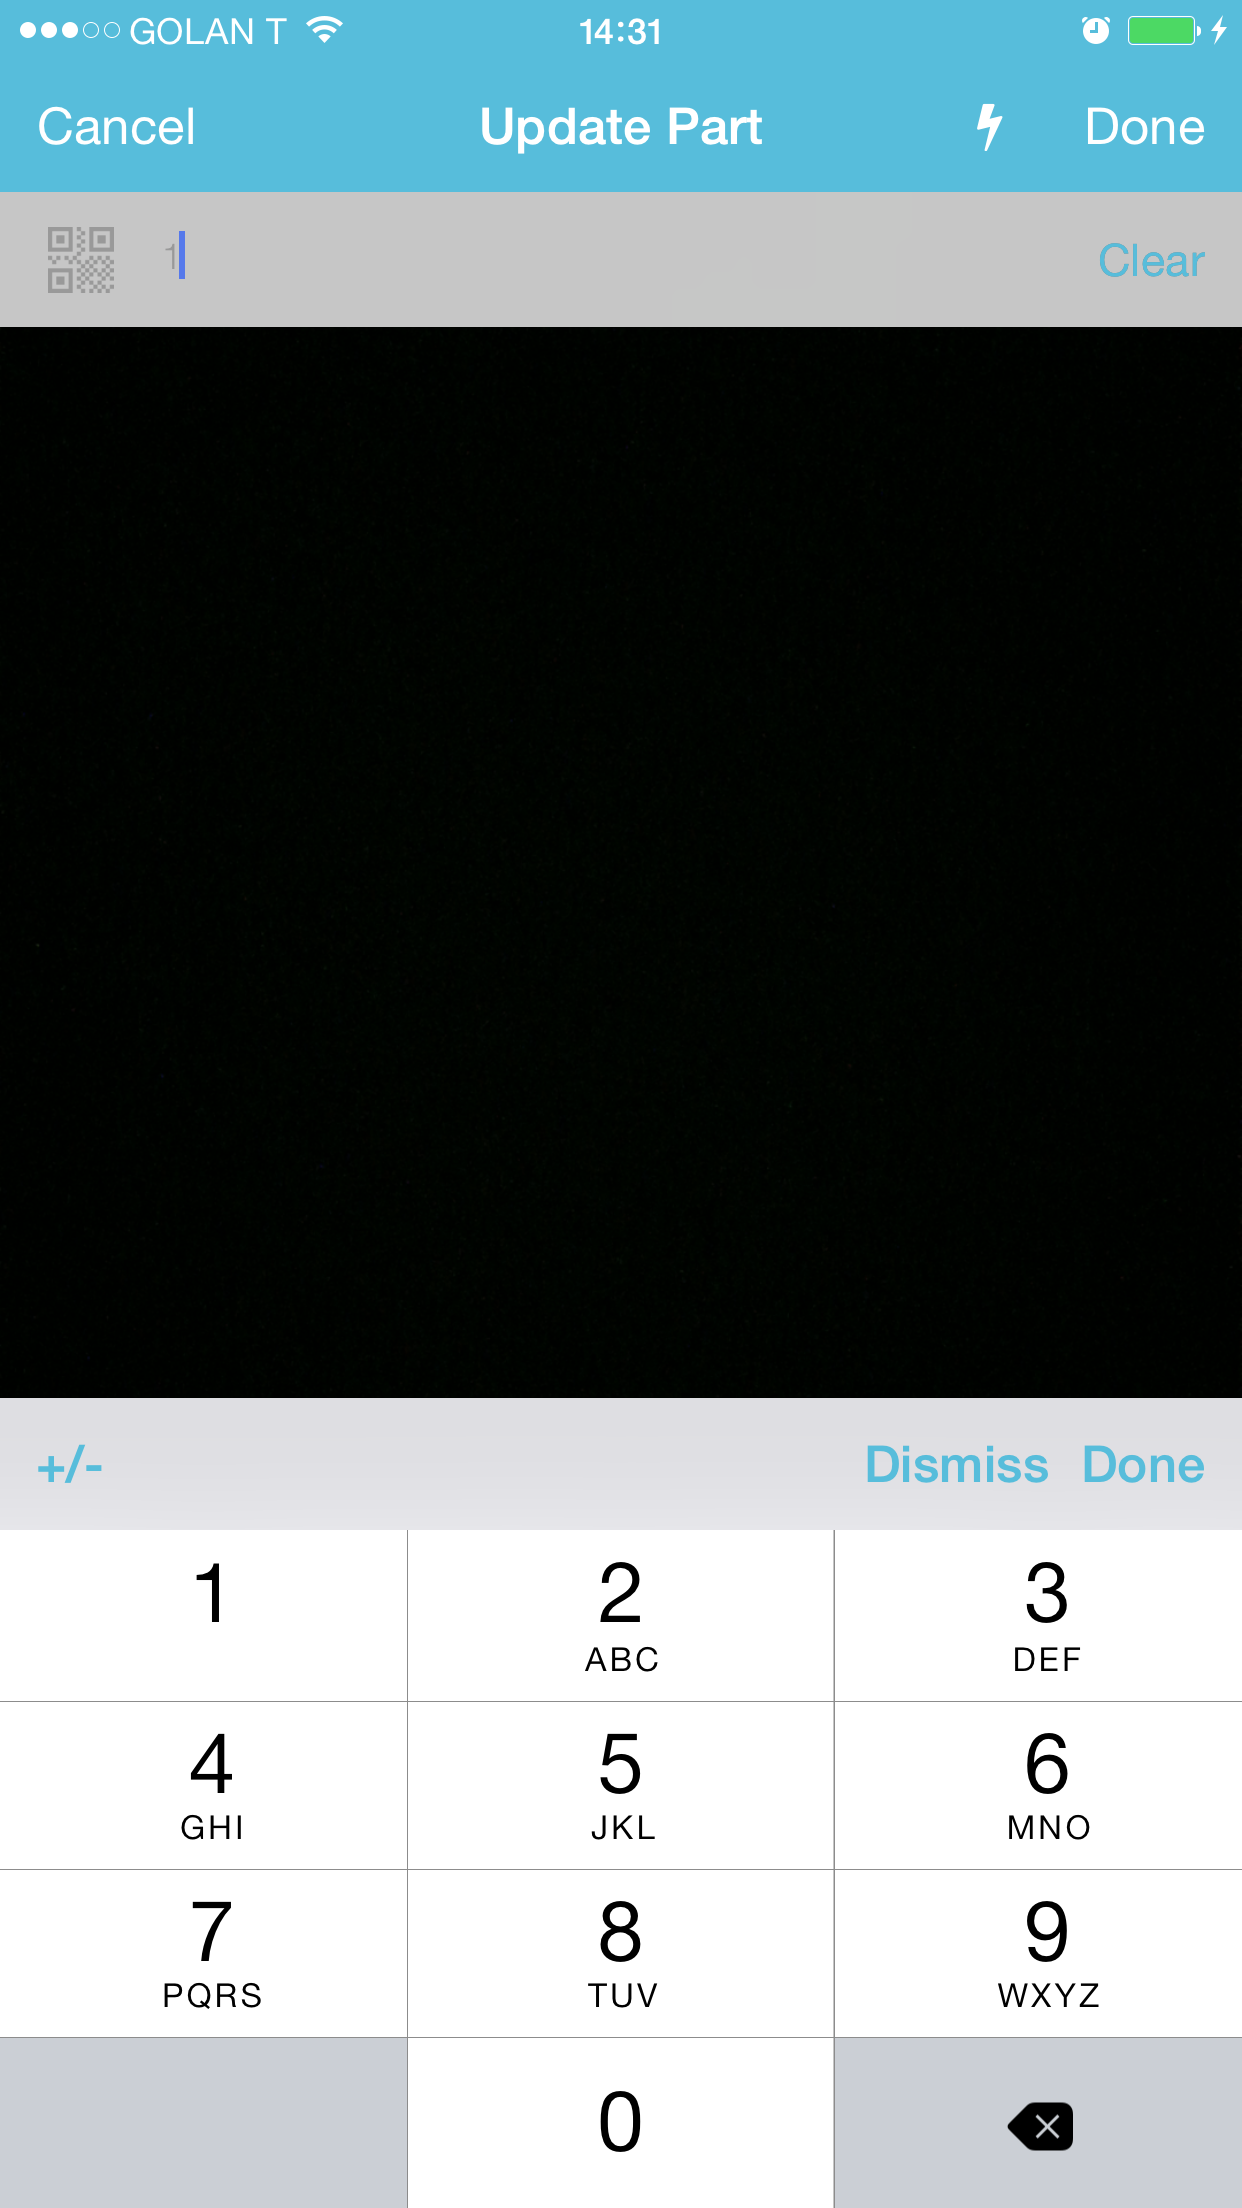 GOLAN T 14:31
Cancel Update Part Done
1 Clear
+/- Dismiss Done
1 2 3
ABC DEF
4 5 6
GHI JKL MNO
7 8 9
PQRS TUV WXYZ
0